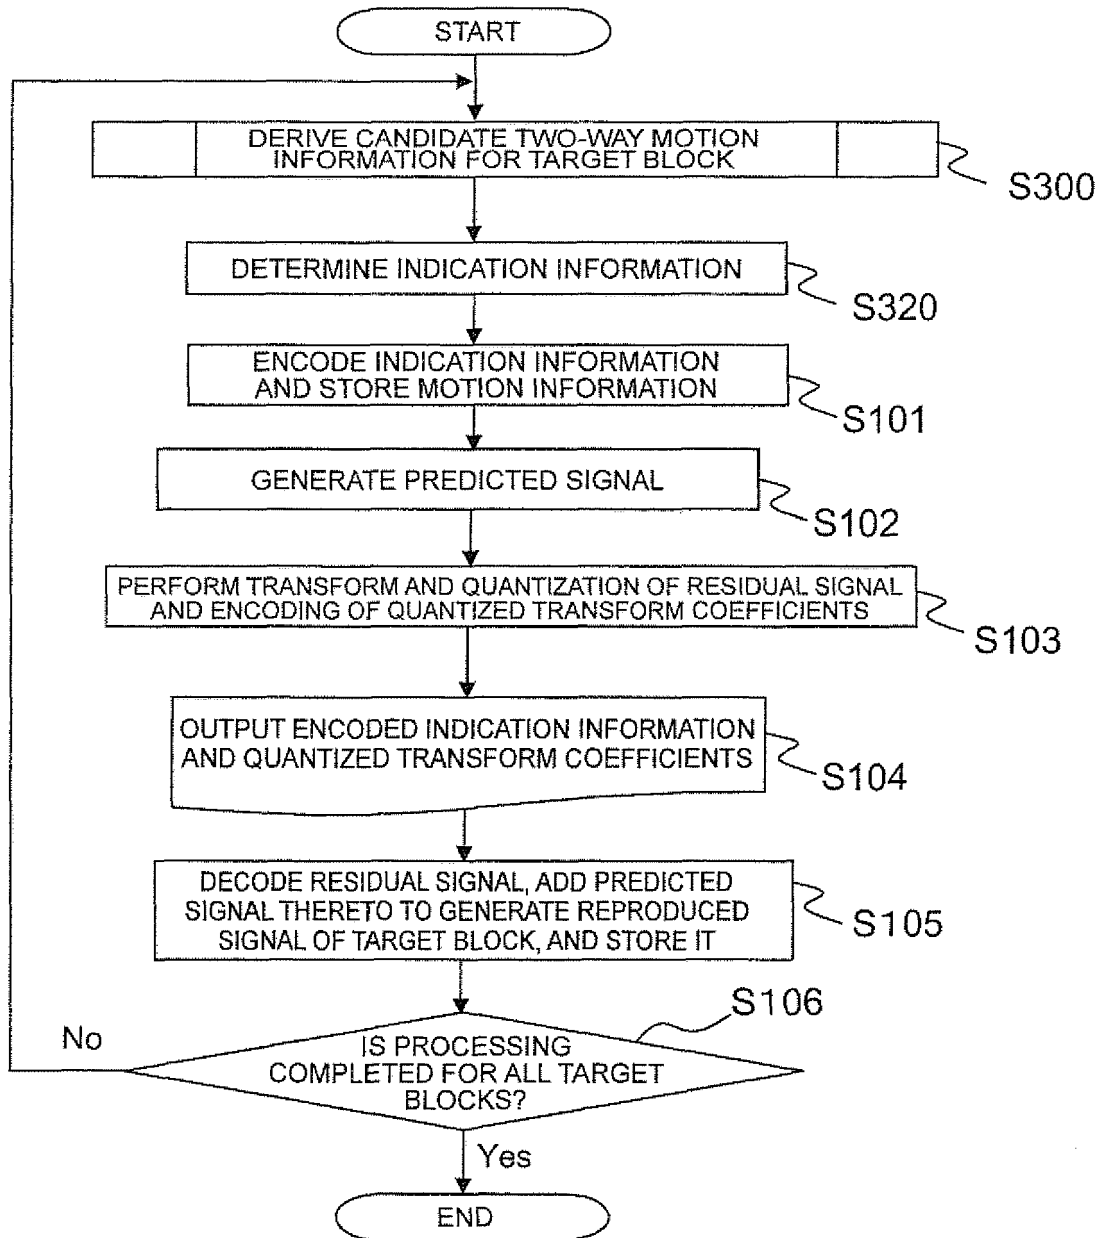 START
DERIVE CANDIDATE TWO-WAY MOTION
INFORMATION FOR TARGET BLOCK
S300
DETERMINE INDICATION INFORMATION
S320
ENCODE INDICATION INFORMATION
AND STORE MOTION INFORMATION
S101
GENERATE PREDICTED SIGNAL
S102
PERFORM TRANSFORM AND QUANTIZATION OF RESIDUAL SIGNAL
AND ENCODING OF QUANTIZED TRANSFORM COEFFICIENTS
S103
OUTPUT ENCODED INDICATION INFORMATION
AND QUANTIZED TRANSFORM COEFFICIENTS
S104
DECODE RESIDUAL SIGNAL, ADD PREDICTED
SIGNAL THERETO TO GENERATE REPRODUCED
SIGNAL OF TARGET BLOCK, AND STORE IT
S105
S106
No
IS PROCESSING
COMPLETED FOR ALL TARGET
BLOCKS?
Yes
END